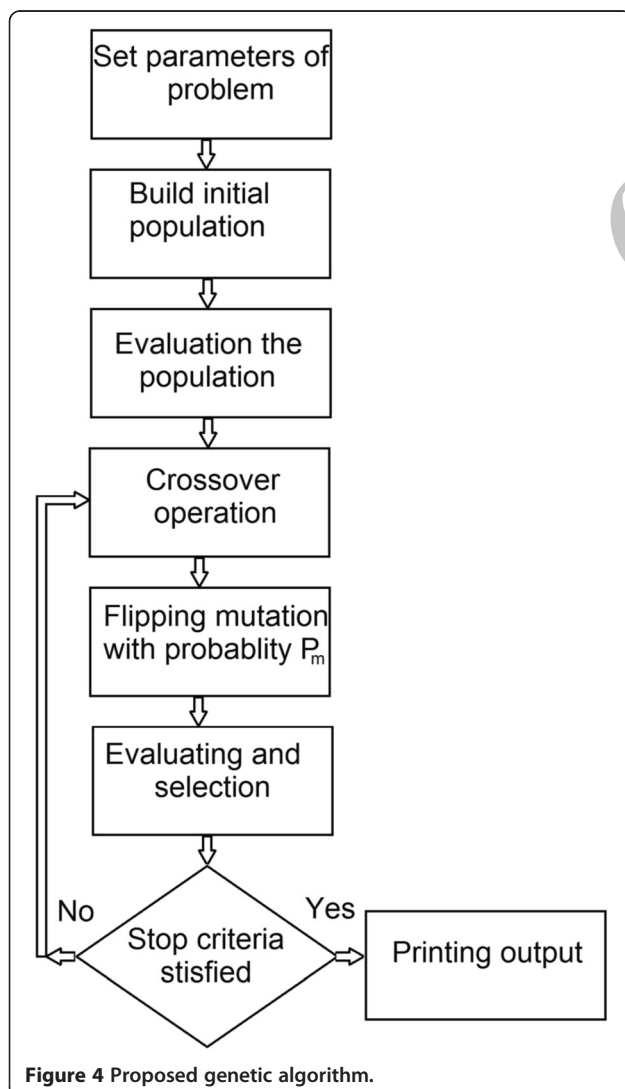 Set parameters of
problem
Build initial
population
Evaluation the
population
Crossover
operation
Flipping mutation
with probablity Pm
Evaluating and
selection
No
Yes
Stop criteria
stisfied
Printing output
Figure 4 Proposed genetic algorithm.